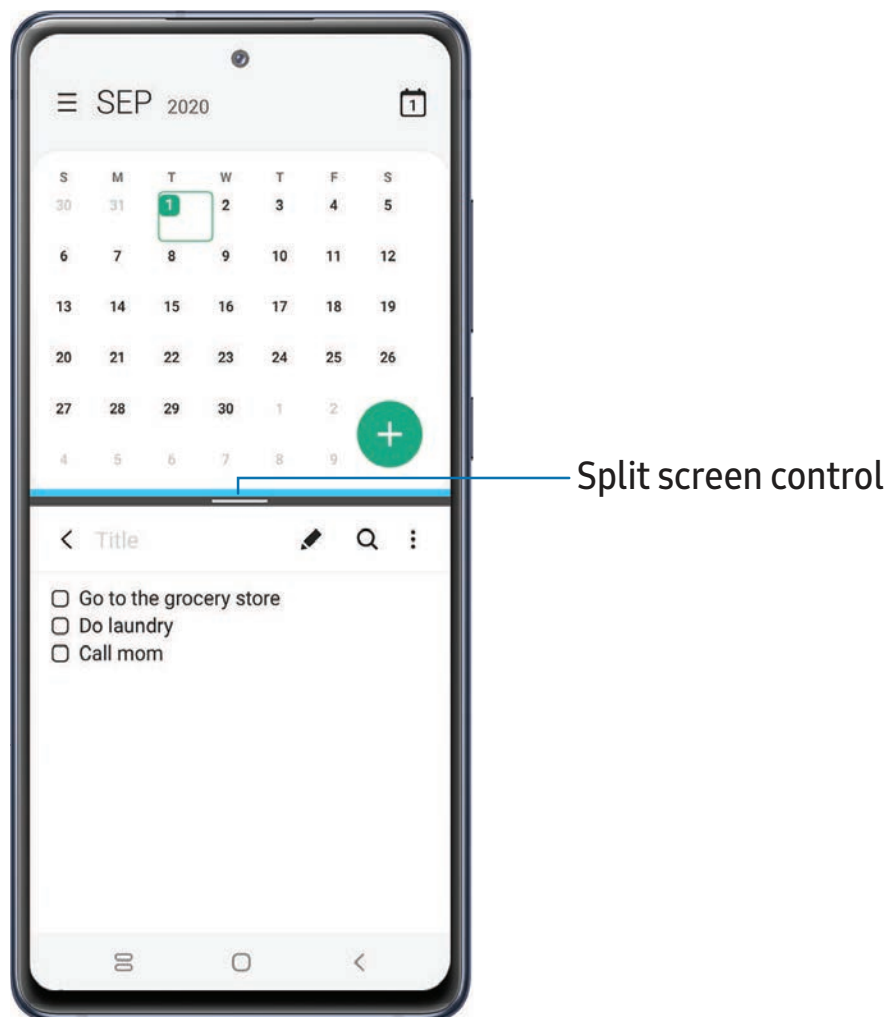 SEP 2020
1
S M T W T F S
30 31 1 2 3 4 5
6 7 8 9 10 11 12
13 14 15 16 17 18 19
20 21 22 23 24 25 26
27 28 29 30 1 2
4 5 6 7 8 9
Split screen control
Title
Go to the grocery store
Do laundry
Call mom